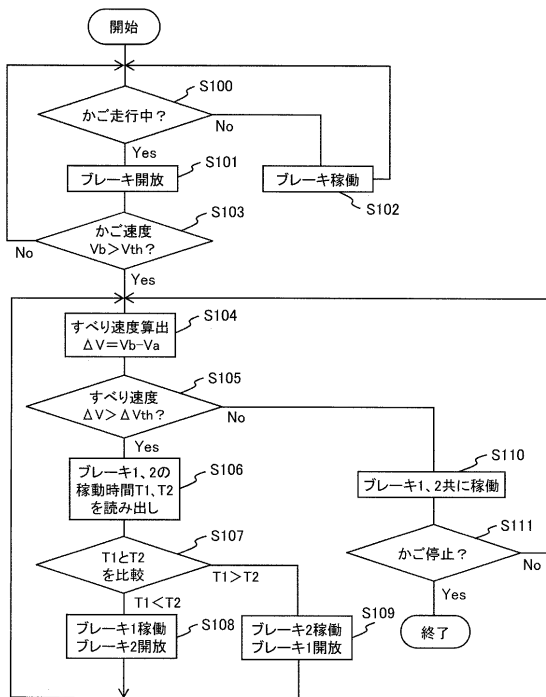 開始
S100
かご走行中？
No
Yes
S101
ブレーキ開放
ブレーキ稼働
S102
S103
かご速度
Vb＞Vth？
No
Yes
S104
すべり速度算出
ΔV＝Vb−Va
S105
すべり速度
ΔV＞ΔVth？
No
Yes
S106
ブレーキ1、2の
稼動時間T1、T2
を読み出し
S110
ブレーキ1、2共に稼働
S107
T1とT2
を比較
T1＞T2
T1＜T2
S111
かご停止？
No
Yes
S108
ブレーキ1稼働
ブレーキ2開放
S109
ブレーキ2稼働
ブレーキ1開放
終了